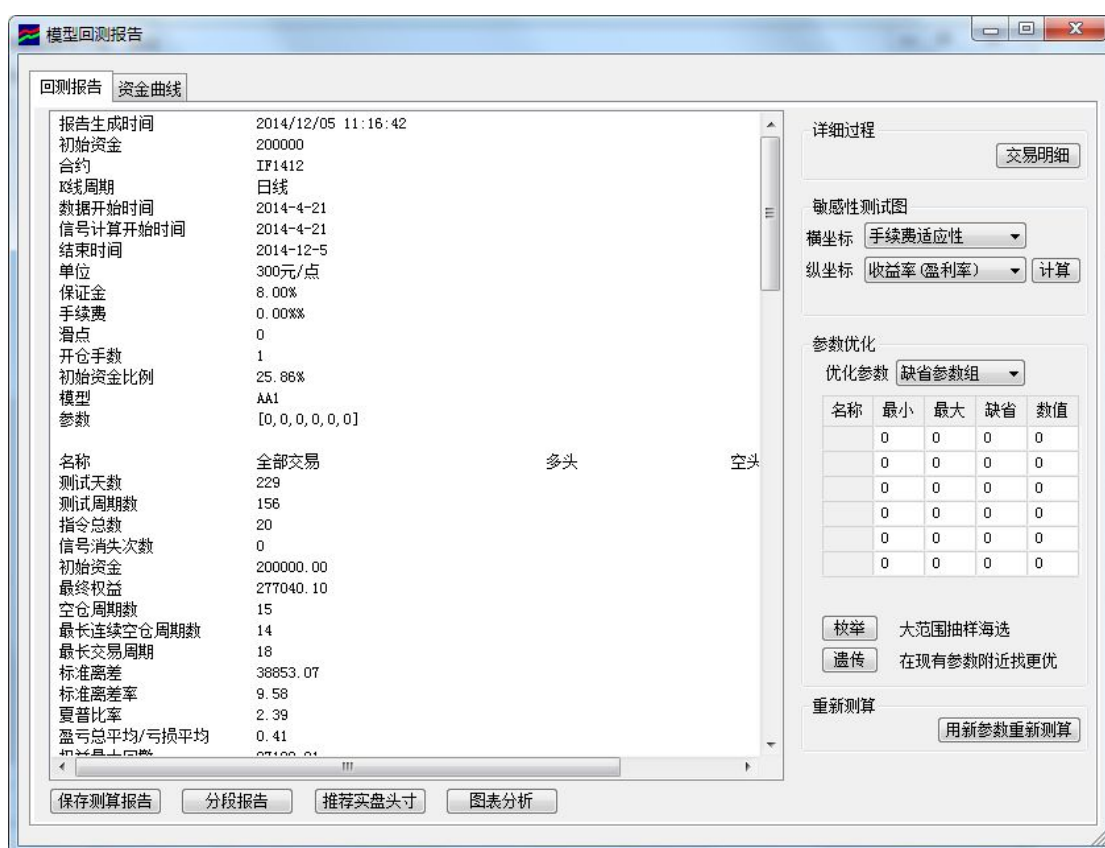 模型回测报告
回测报告 资金曲线
报告生成时间 2014/12/05 11:16:42
初始资金 200000
合约 IF1412
K线周期 日线
数据开始时间 2014-4-21
信号计算开始时间 2014-4-21
结束时间 2014-12-5
单位 300元/点
保证金 8.00%
手续费 0.00%%
滑点 0
开仓手数 1
初始资金比例 25.86%
模型 AA1
参数 [0,0,0,0,0,0]
名称 全部交易 多头 空头
测试天数 229
测试周期数 156
指令总数 20
信号消失次数 0
初始资金 200000.00
最终权益 277040.10
空仓周期数 15
最长连续空仓周期数 14
最长交易周期 18
标准离差 38853.07
标准离差率 9.58
夏普比率 2.39
盈亏总平均/亏损平均 0.41
保存测算报告 分段报告 推荐实盘头寸 图表分析
详细过程
交易明细
敏感性测试图
横坐标 手续费适应性
纵坐标 收益率(盈利率) 计算
参数优化
优化参数 缺省参数组
名称 最小 最大 缺省 数值
0 0 0 0
0 0 0 0
0 0 0 0
0 0 0 0
0 0 0 0
0 0 0 0
枚举 大范围抽样海选
遗传 在现有参数附近找更优
重新测算
用新参数重新测算